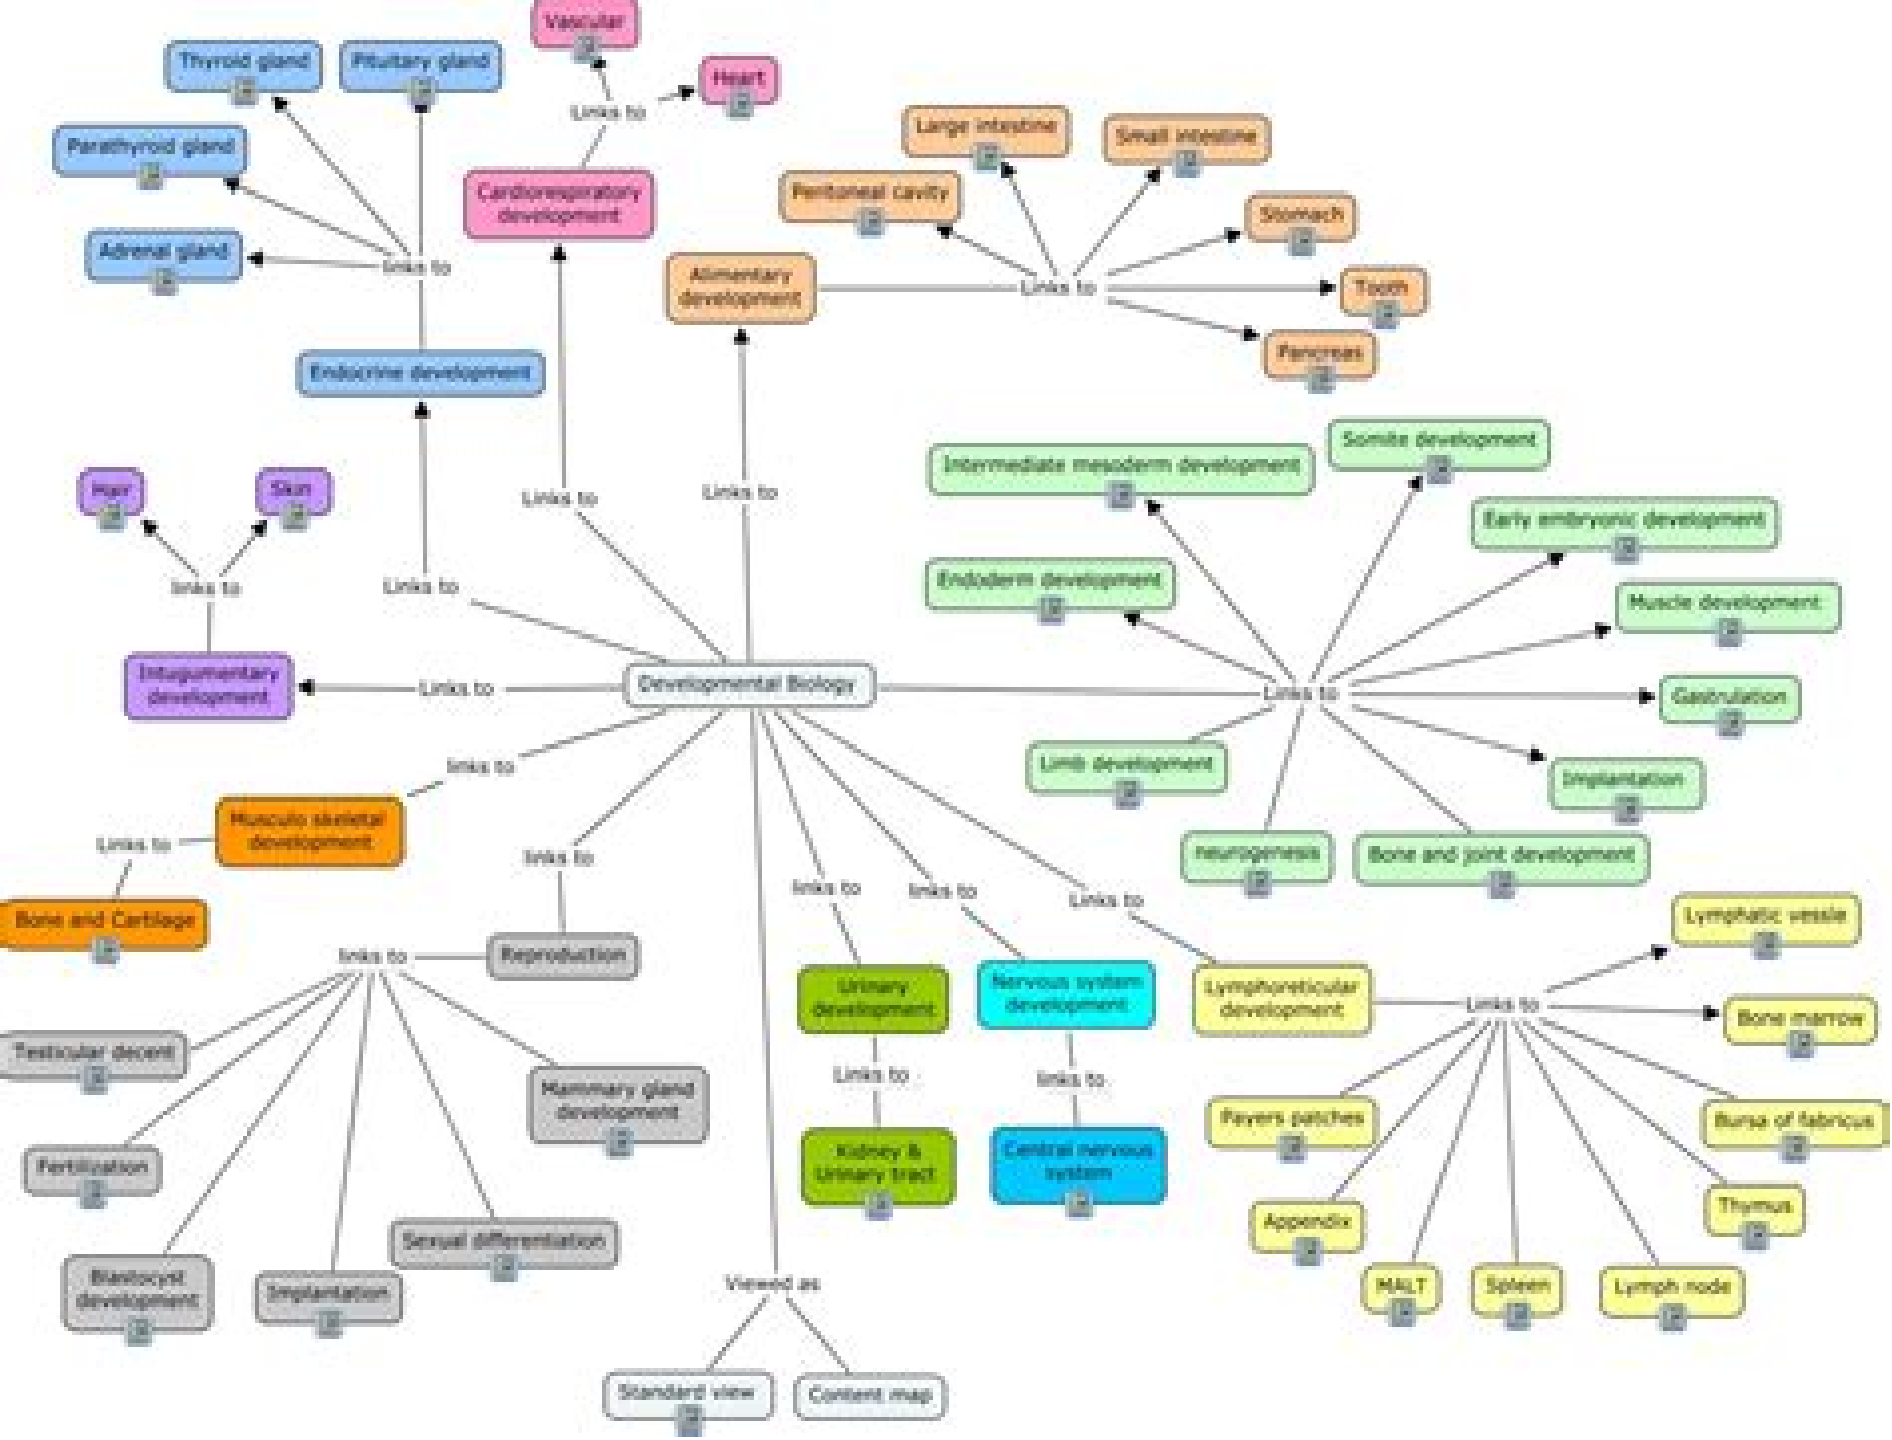 Vascular
Thyroid gland
Pituitary gland
Heart
Links to
Large intestine
Small intestine
Parathyroid gland
Cardiorespiratory
development
Peritoneal cavity
Stomach
Adrenal gland
links to
Alimentary
development
Links to
Tooth
Pancreas
Endocrine development
Somite development
Intermediate mesoderm development
Hair
Skin
Links to
Links to
Early embryonic development
Endoderm development
links to
Links to
Muscle development
Intugumentary
development
Links to
Developmental Biology
Links to
Gastrulation
links to
Limb development
Implantation
Musculo skeletal
development
Links to
links to
neurogenesis
Bone and joint development
links to
links to
Links to
Bone and Cartilage
Lymphatic vessle
links to
Reproduction
Urinary
development
Nervous system
development
Lymphoreticular
development
Links to
Bone marrow
Testicular decent
Mammary gland
development
Links to
links to
Payers patches
Bursa of fabricus
Fertilization
Kidney &
Urinary tract
Central nervous
system
Appendix
Thymus
Sexual differentiation
Blastocyst
development
Implantation
Viewed as
MALT
Spleen
Lymph node
Standard view
Content map